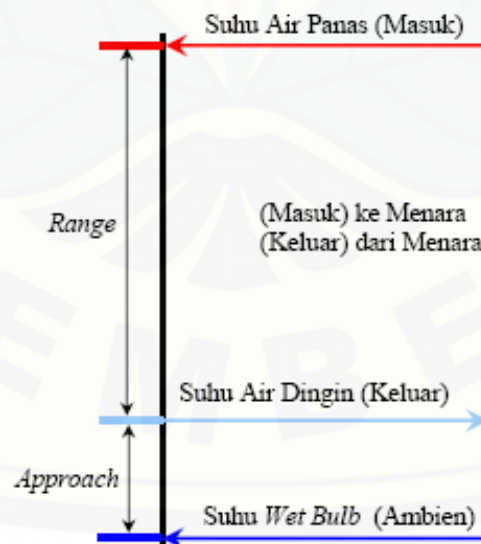 Suhu Air Panas (Masuk)
Range
(Masuk) ke Menara
(Keluar) dari Menara
Suhu Air Dingin (Keluar)
Approach
Suhu Wet Bulb (Ambien)